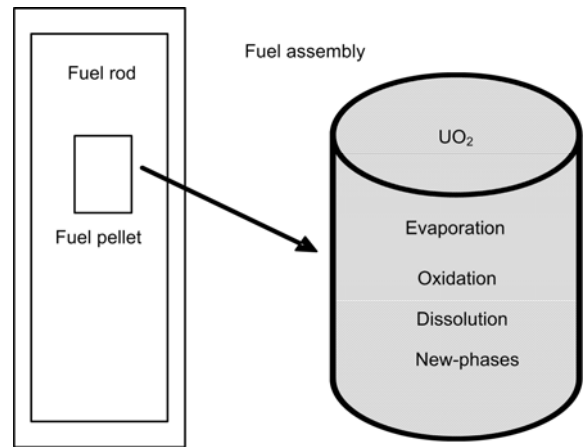 Fuel assembly
Fuel rod
Fuel pellet
UO₂
Evaporation
Oxidation
Dissolution
New-phases